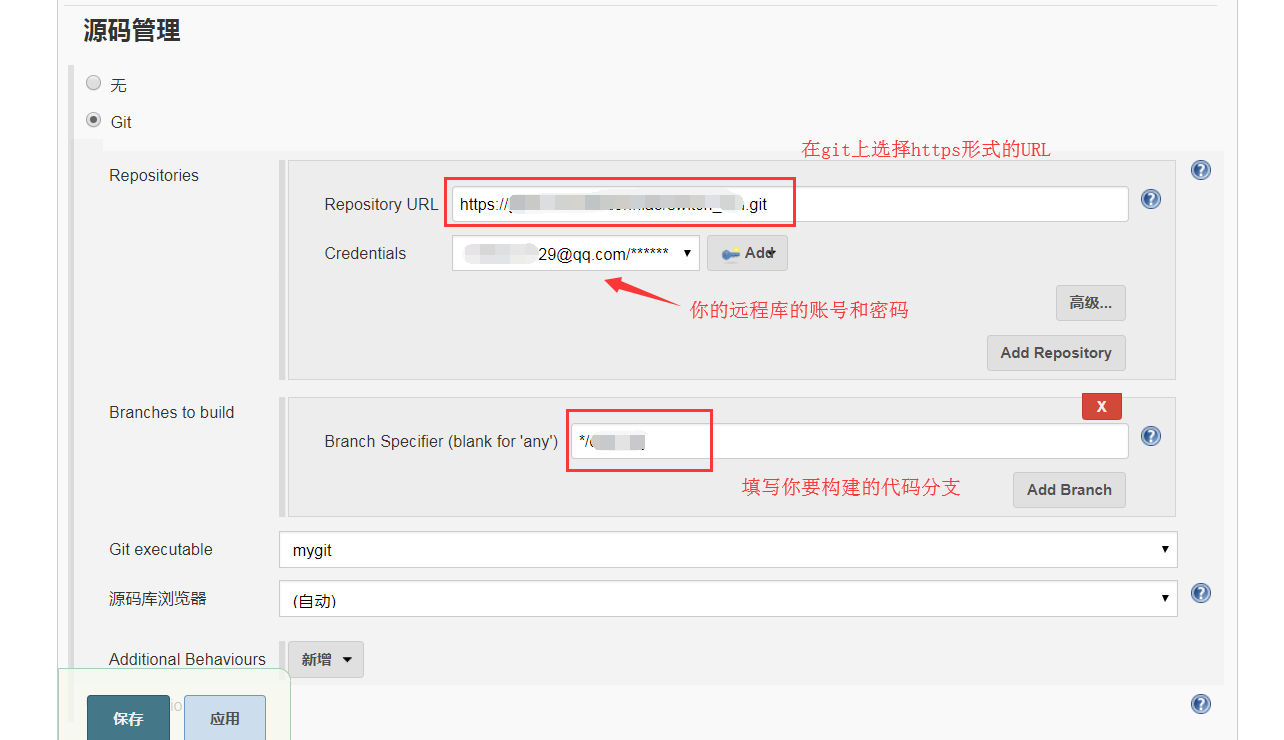 源码管理
无
Git
在git上选择https形式的URL
Repositories
Repository URL https:// .git
Credentials 29@qq.com/****** Add
你的远程库的账号和密码
高级...
Add Repository
Branches to build
X
Branch Specifier (blank for 'any') */
填写你要构建的代码分支
Add Branch
Git executable mygit
源码库浏览器 (自动)
Additional Behaviours 新增
保存 应用